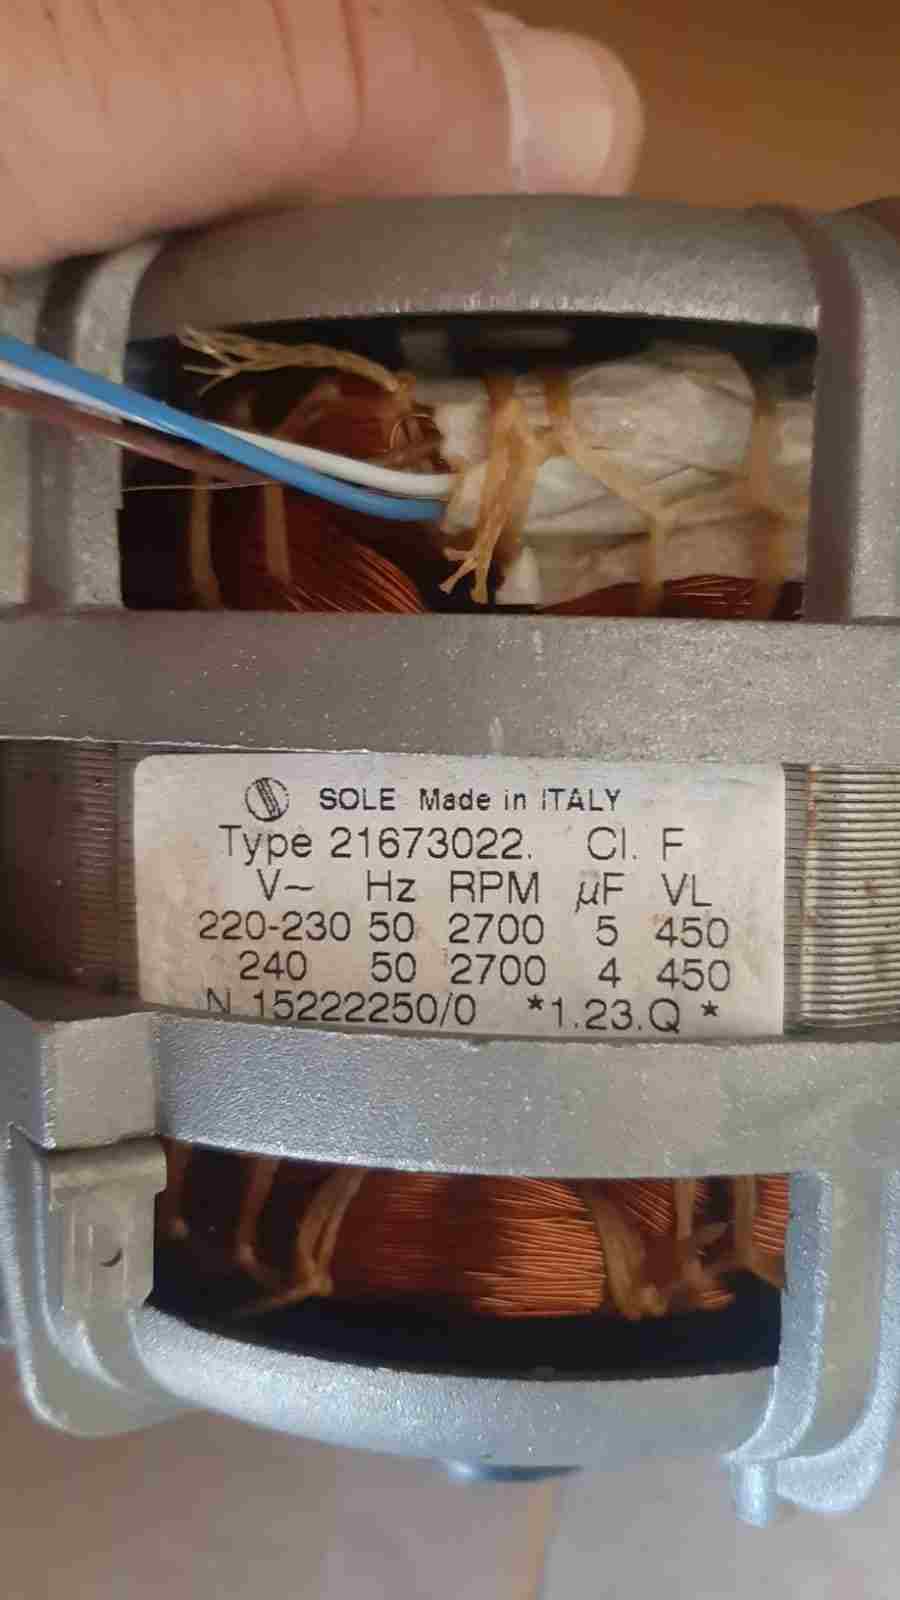 SOLE Made in ITALY
Type 21673022. Cl. F
V~ Hz RPM µF VL
220-230 50 2700 5 450
240 50 2700 4 450
N 15222250/0 *1.23.Q *